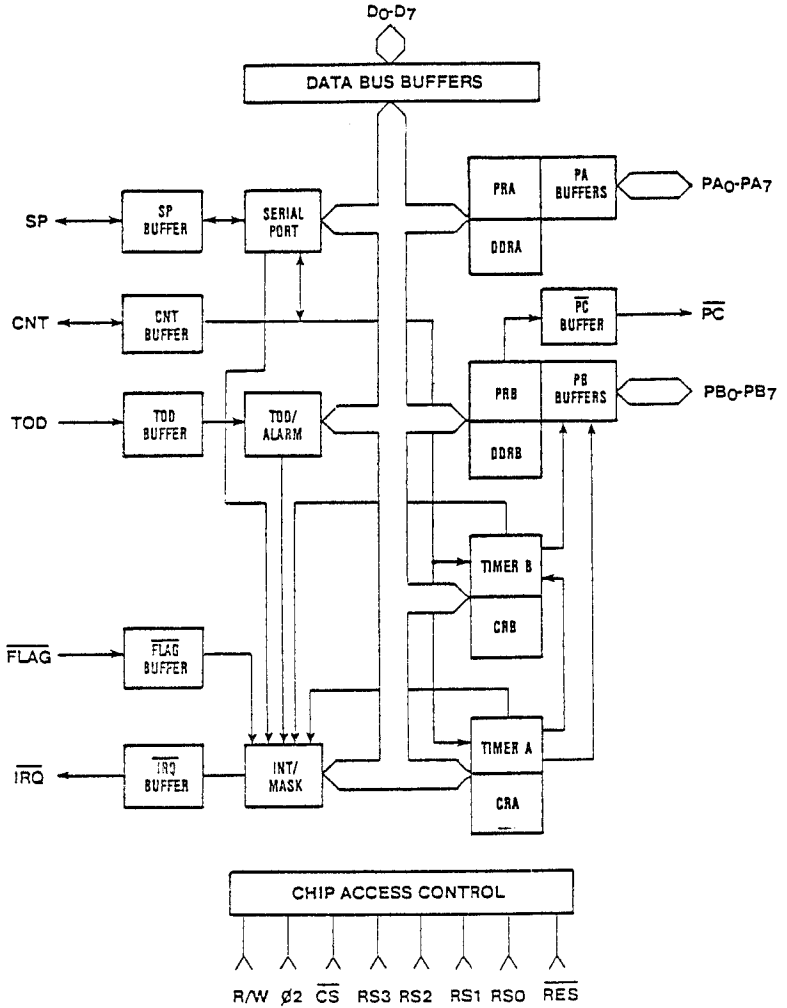 D0-D7
DATA BUS BUFFERS
SP
SP
BUFFER
SERIAL
PORT
PRA
PA
BUFFERS
PA0-PA7
DDRA
CNT
CNT
BUFFER
PC
BUFFER
PC
TOD
TOD
BUFFER
TOD/
ALARM
PRB
PB
BUFFERS
PB0-PB7
DDRB
TIMER B
CRB
FLAG
FLAG
BUFFER
IRQ
IRQ
BUFFER
INT/
MASK
TIMER A
CRA
CHIP ACCESS CONTROL
R/W Ø2 CS RS3 RS2 RS1 RS0 RES